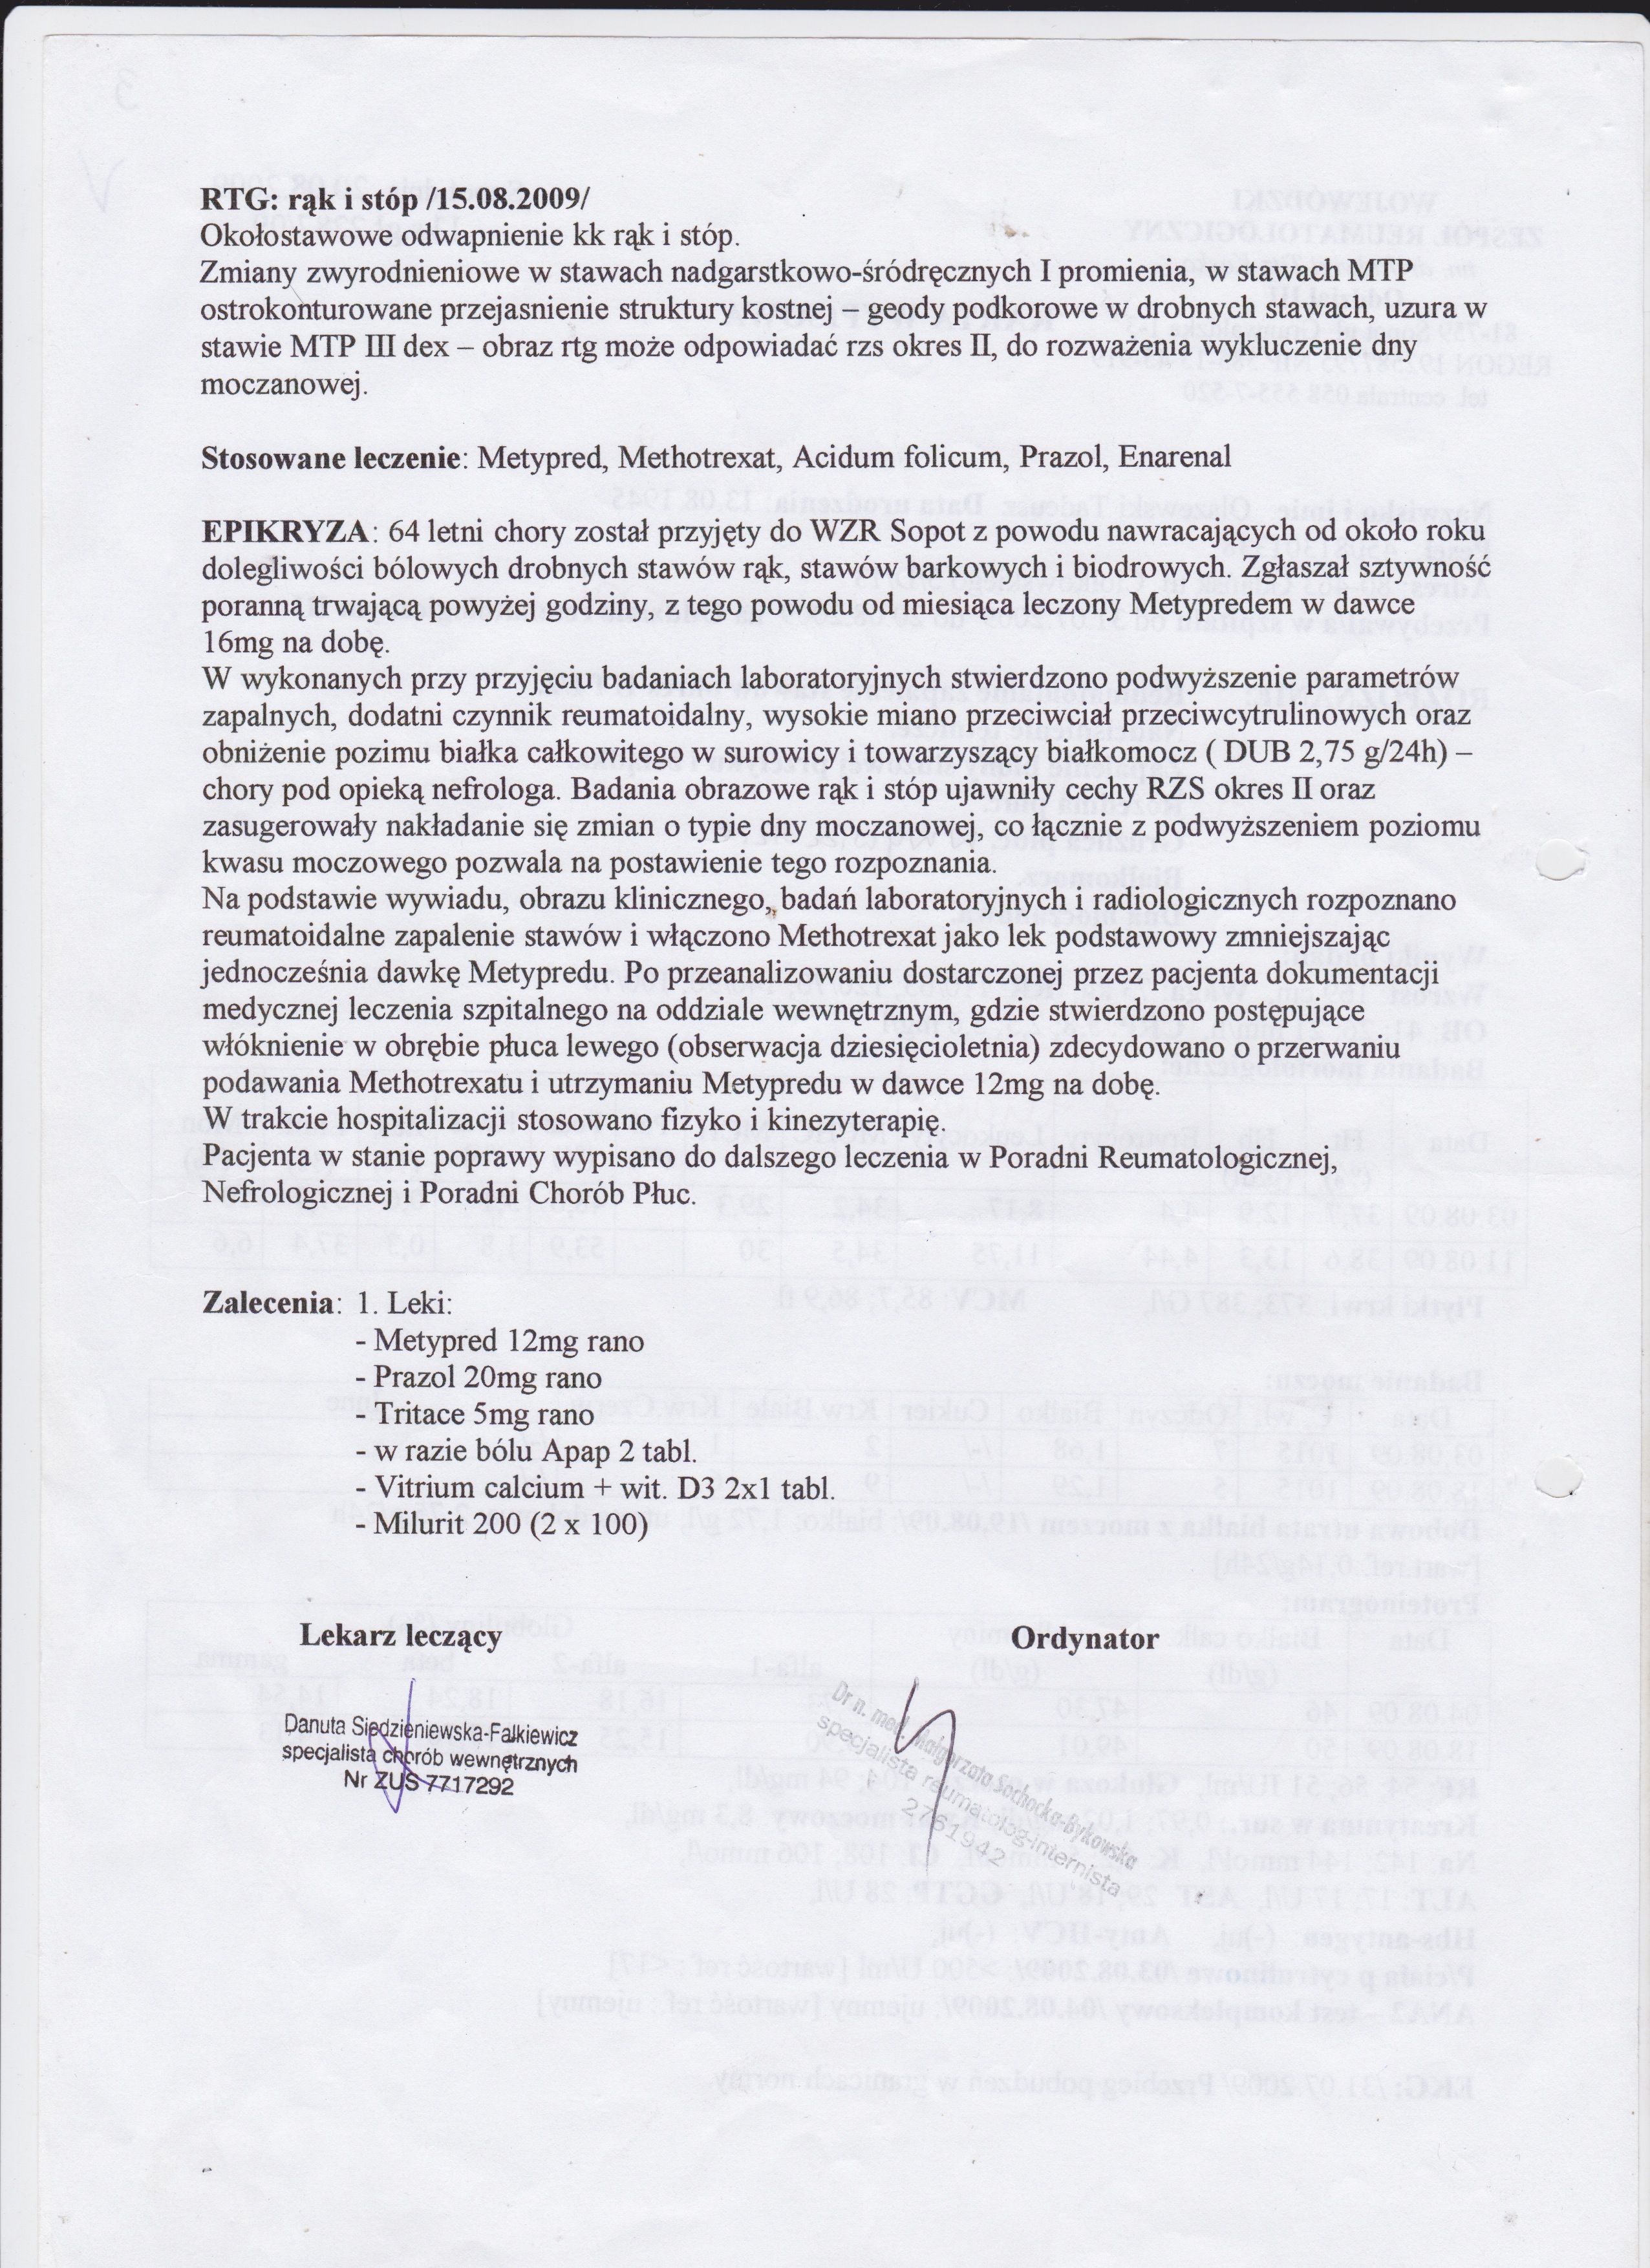 RTG: rąk i stóp /15.08.2009/
Okołostawowe odwapnienie kk rąk i stóp.
Zmiany zwyrodnieniowe w stawach nadgarstkowo-śródręcznych I promienia, w stawach MTP
ostrokonturowane przejasnienie struktury kostnej – geody podkorowe w drobnych stawach, uzura w
stawie MTP III dex – obraz rtg może odpowiadać rzs okres II, do rozważenia wykluczenie dny
moczanowej.
Stosowane leczenie: Metypred, Methotrexat, Acidum folicum, Prazol, Enarenal
EPIKRYZA: 64 letni chory został przyjęty do WZR Sopot z powodu nawracających od około roku
dolegliwości bólowych drobnych stawów rąk, stawów barkowych i biodrowych. Zgłaszał sztywność
poranną trwającą powyżej godziny, z tego powodu od miesiąca leczony Metypredem w dawce
16mg na dobę.
W wykonanych przy przyjęciu badaniach laboratoryjnych stwierdzono podwyższenie parametrów
zapalnych, dodatni czynnik reumatoidalny, wysokie miano przeciwciał przeciwcytrulinowych oraz
obniżenie pozimu białka całkowitego w surowicy i towarzyszący białkomocz ( DUB 2,75 g/24h) –
chory pod opieką nefrologa. Badania obrazowe rąk i stóp ujawniły cechy RZS okres II oraz
zasugerowały nakładanie się zmian o typie dny moczanowej, co łącznie z podwyższeniem poziomu
kwasu moczowego pozwala na postawienie tego rozpoznania.
Na podstawie wywiadu, obrazu klinicznego, badań laboratoryjnych i radiologicznych rozpoznano
reumatoidalne zapalenie stawów i włączono Methotrexat jako lek podstawowy zmniejszając
jednocześnia dawkę Metypredu. Po przeanalizowaniu dostarczonej przez pacjenta dokumentacji
medycznej leczenia szpitalnego na oddziale wewnętrznym, gdzie stwierdzono postępujące
włóknienie w obrębie płuca lewego (obserwacja dziesięcioletnia) zdecydowano o przerwaniu
podawania Methotrexatu i utrzymaniu Metypredu w dawce 12mg na dobę.
W trakcie hospitalizacji stosowano fizyko i kinezyterapię.
Pacjenta w stanie poprawy wypisano do dalszego leczenia w Poradni Reumatologicznej,
Nefrologicznej i Poradni Chorób Płuc.
Zalecenia: 1. Leki:
- Metypred 12mg rano
- Prazol 20mg rano
- Tritace 5mg rano
- w razie bólu Apap 2 tabl.
- Vitrium calcium + wit. D3 2x1 tabl.
- Milurit 200 (2 x 100)
Lekarz leczący Ordynator
Danuta Siedzieniewska-Falkiewicz
specjalista chorób wewnętrznych
Nr ZUS 7717292
Dr n. med. Małgorzata Sochocka-Bykowska
specjalista reumatolog-internista
2761942